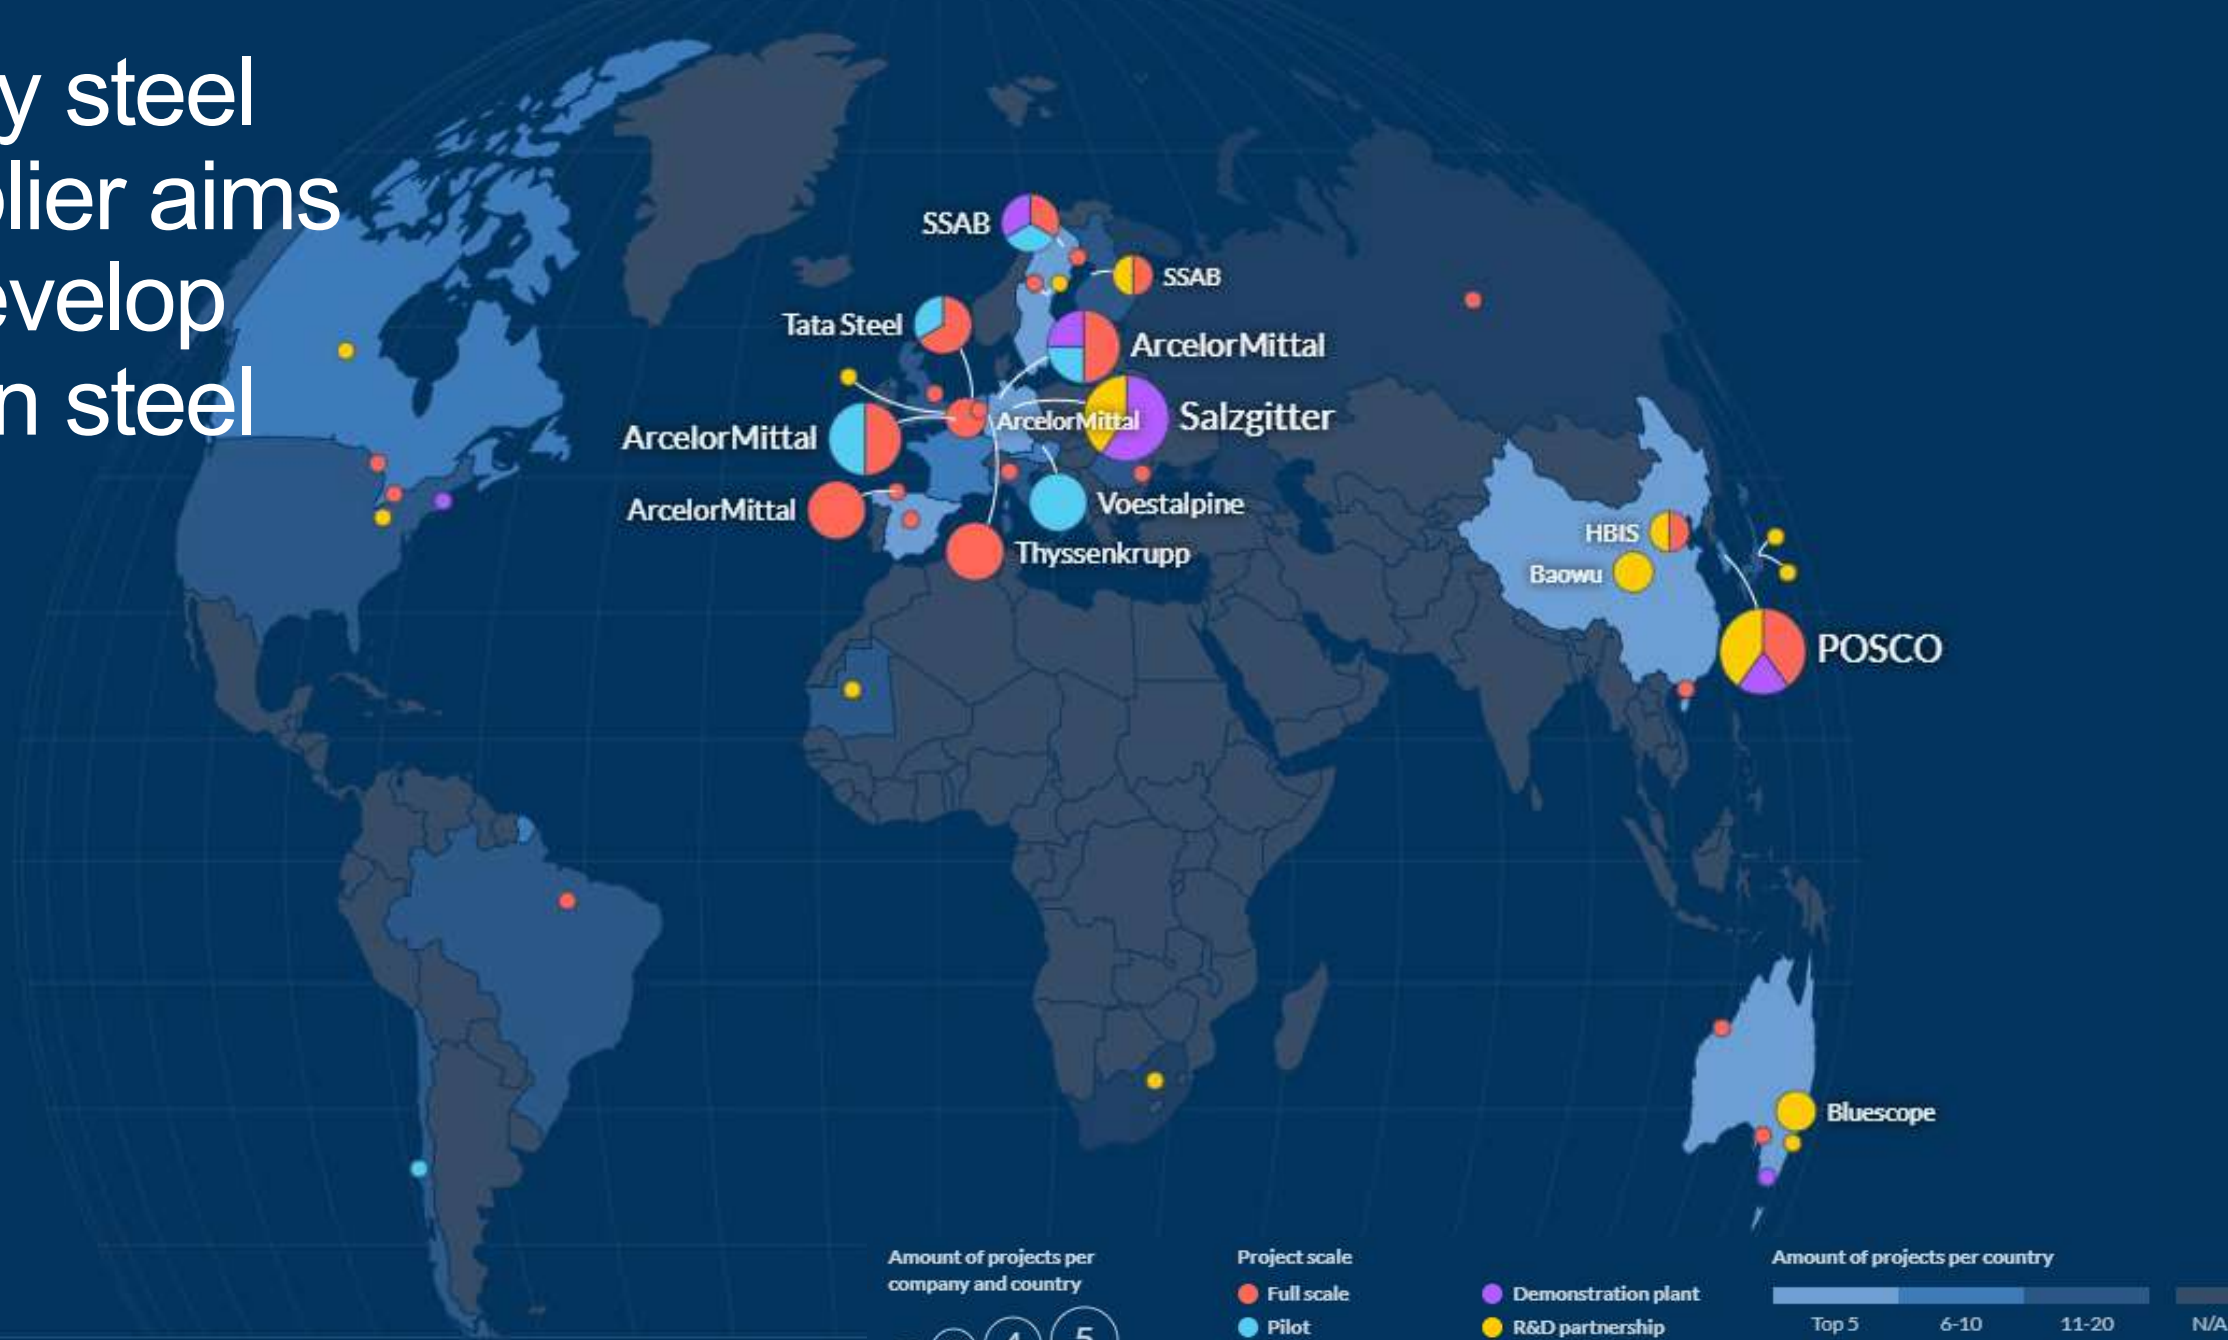 y steel
lier aims
evelop
n steel
SSAB
SSAB
Tata Steel
ArcelorMittal
ArcelorMittal
Salzgitter
ArcelorMittal
ArcelorMittal
Voestalpine
Thyssenkrupp
HBIS
Baowu
POSCO
Bluescope
Amount of projects per
company and country
5
Project scale
Full scale
Demonstration plant
Pilot
R&D partnership
Amount of projects per country
Top 5
6-10
11-20
N/A